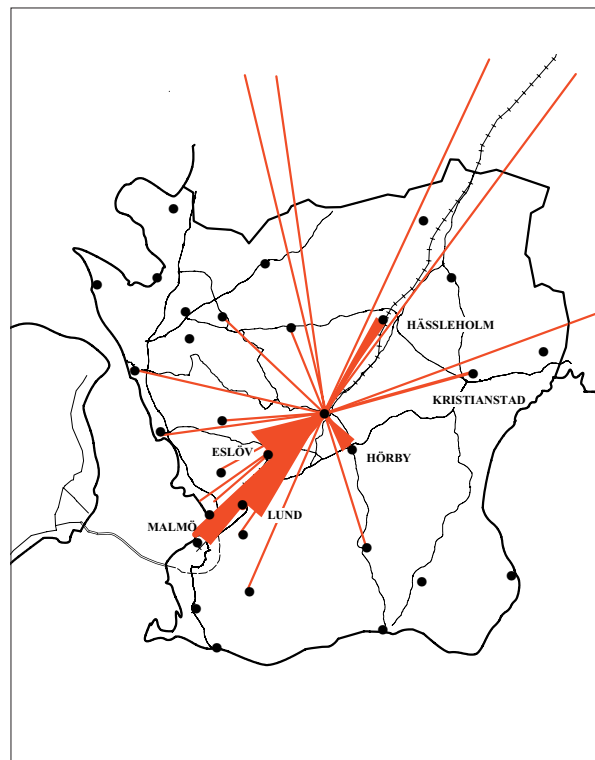 HÄSSLEHOLM
KRISTIANSTAD
ESLÖV
HÖRBY
LUND
MALMÖ